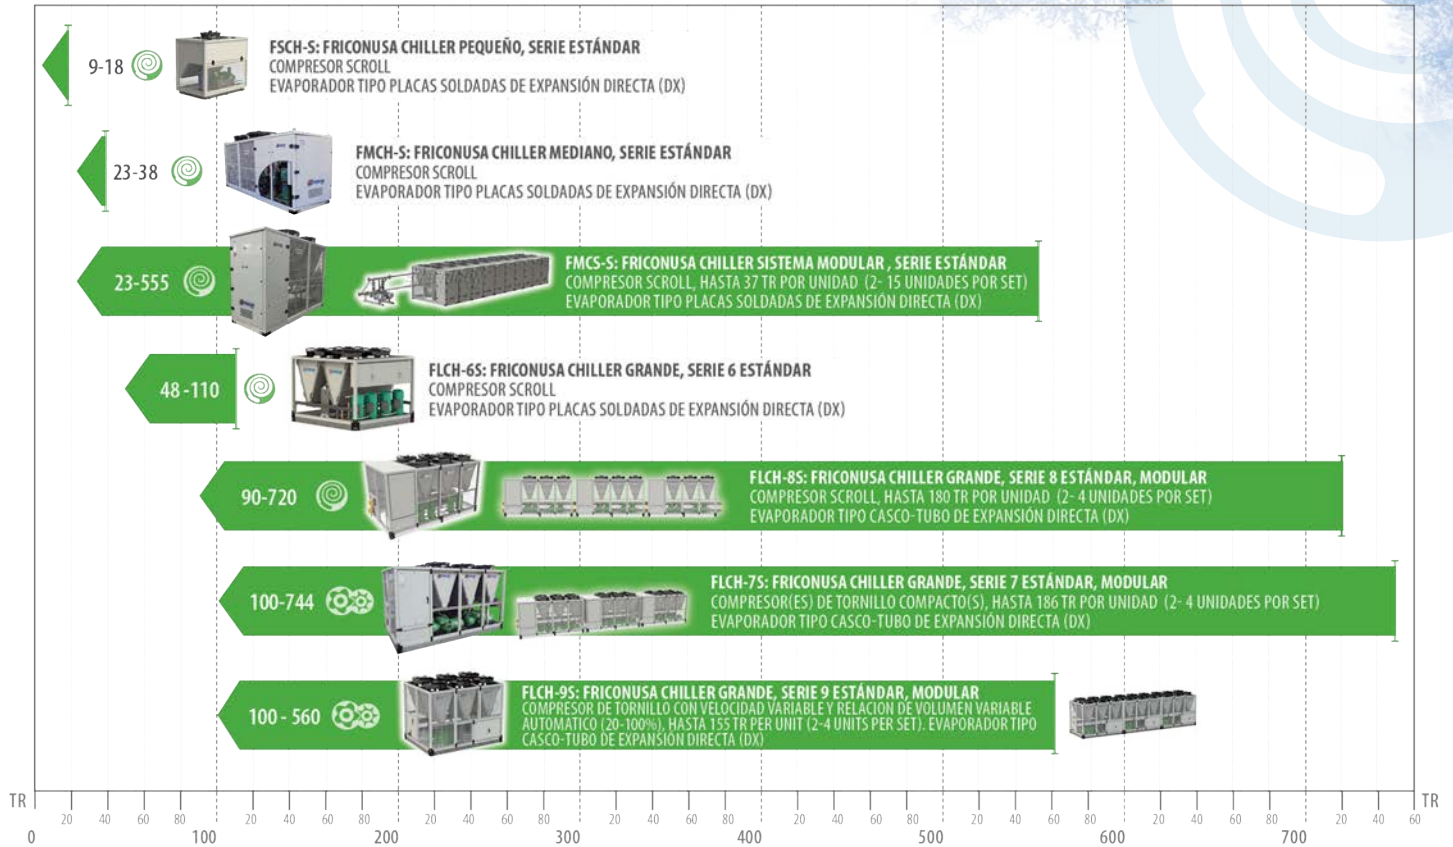 9-18
FSCH-S: FRICONUSA CHILLER PEQUEÑO, SERIE ESTÁNDAR
COMPRESOR SCROLL
EVAPORADOR TIPO PLACAS SOLDADAS DE EXPANSIÓN DIRECTA (DX)
23-38
FMCH-S: FRICONUSA CHILLER MEDIANO, SERIE ESTÁNDAR
COMPRESOR SCROLL
EVAPORADOR TIPO PLACAS SOLDADAS DE EXPANSIÓN DIRECTA (DX)
23-555
FMCS-S: FRICONUSA CHILLER SISTEMA MODULAR , SERIE ESTÁNDAR
COMPRESOR SCROLL, HASTA 37 TR POR UNIDAD (2- 15 UNIDADES POR SET)
EVAPORADOR TIPO PLACAS SOLDADAS DE EXPANSIÓN DIRECTA (DX)
48 -110
FLCH-6S: FRICONUSA CHILLER GRANDE, SERIE 6 ESTÁNDAR
COMPRESOR SCROLL
EVAPORADOR TIPO PLACAS SOLDADAS DE EXPANSIÓN DIRECTA (DX)
90-720
FLCH-8S: FRICONUSA CHILLER GRANDE, SERIE 8 ESTÁNDAR, MODULAR
COMPRESOR SCROLL, HASTA 180 TR POR UNIDAD (2- 4 UNIDADES POR SET)
EVAPORADOR TIPO CASCO-TUBO DE EXPANSIÓN DIRECTA (DX)
100-744
FLCH-7S: FRICONUSA CHILLER GRANDE, SERIE 7 ESTÁNDAR, MODULAR
COMPRESOR(ES) DE TORNILLO COMPACTO(S), HASTA 186 TR POR UNIDAD (2- 4 UNIDADES POR SET)
EVAPORADOR TIPO CASCO-TUBO DE EXPANSIÓN DIRECTA (DX)
100 - 560
FLCH-9S: FRICONUSA CHILLER GRANDE, SERIE 9 ESTÁNDAR, MODULAR
COMPRESOR DE TORNILLO CON VELOCIDAD VARIABLE Y RELACION DE VOLUMEN VARIABLE
AUTOMATICO (20-100%), HASTA 155 TR PER UNIT (2-4 UNITS PER SET). EVAPORADOR TIPO
CASCO-TUBO DE EXPANSIÓN DIRECTA (DX)
TR TR
20 40 60 80 20 40 60 80 20 40 60 80 20 40 60 80 20 40 60 80 20 40 60 80 20 40 60 80 20 40 60
0 100 200 300 400 500 600 700